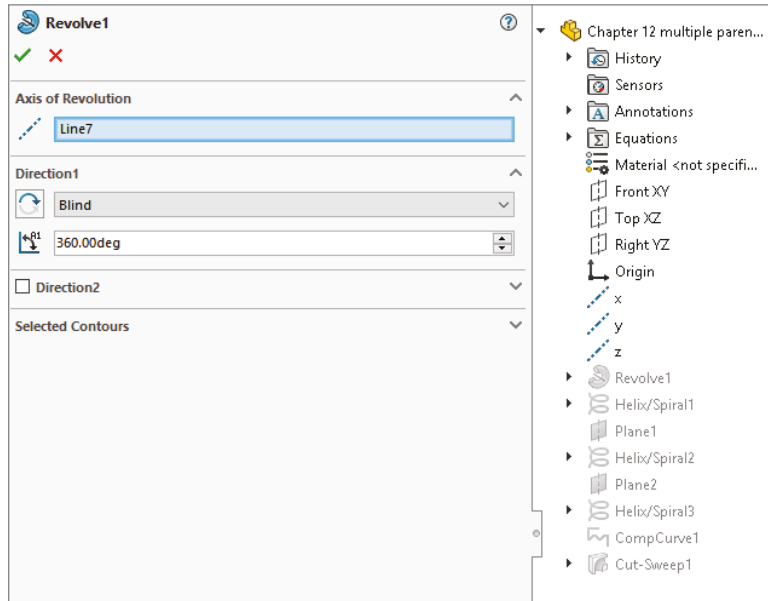 Revolve1
Axis of Revolution
Line7
Direction1
Blind
A1
360.00deg
Direction2
Selected Contours
Chapter 12 multiple paren...
History
Sensors
A Annotations
Σ Equations
Material <not specifi...
Front XY
Top XZ
Right YZ
Origin
x
y
z
Revolve1
Helix/Spiral1
Plane1
Helix/Spiral2
Plane2
Helix/Spiral3
CompCurve1
Cut-Sweep1